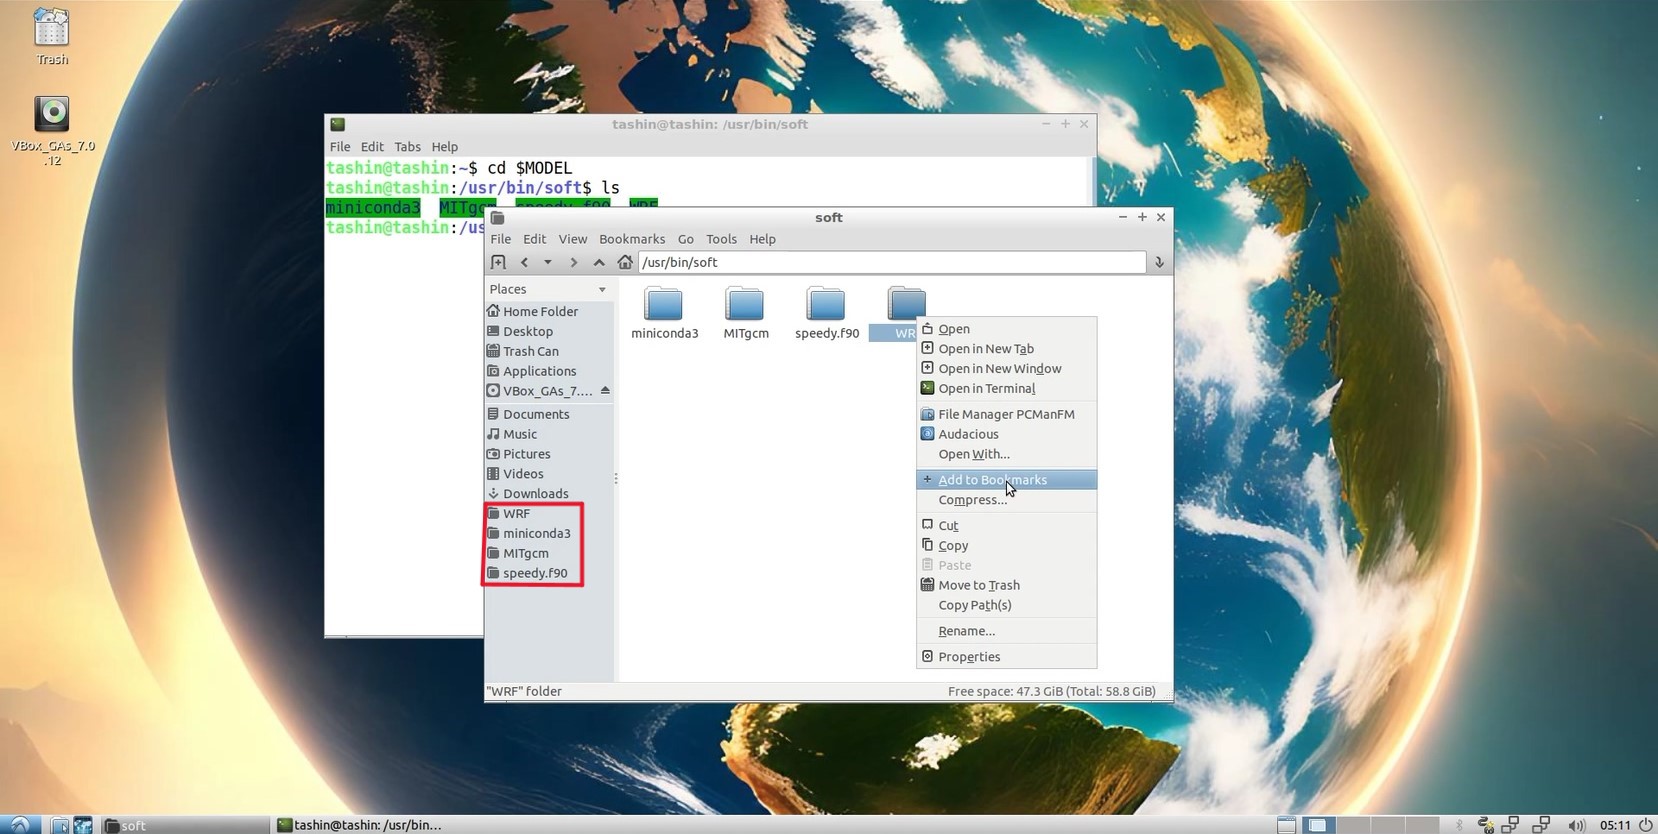 Trash
VBox_GAs_7.0
.12
tashin@tashin: /usr/bin/soft
File Edit Tabs Help
tashin@tashin:~$ cd $MODEL
tashin@tashin:/usr/bin/soft$ ls
miniconda3 MITgcm speedy.f90 WRF
tashin@tashin:/us
soft
File Edit View Bookmarks Go Tools Help
/usr/bin/soft
Places
Home Folder
Desktop
Trash Can
Applications
VBox_GAs_7....
Documents
Music
Pictures
Videos
Downloads
WRF
miniconda3
MITgcm
speedy.f90
miniconda3 MITgcm speedy.f90 WR
Open
Open in New Tab
Open in New Window
Open in Terminal
File Manager PCManFM
Audacious
Open With...
Add to Bookmarks
Compress...
Cut
Copy
Paste
Move to Trash
Copy Path(s)
Rename...
Properties
"WRF" folder
Free space: 47.3 GiB (Total: 58.8 GiB)
soft
tashin@tashin: /usr/bin...
05:11